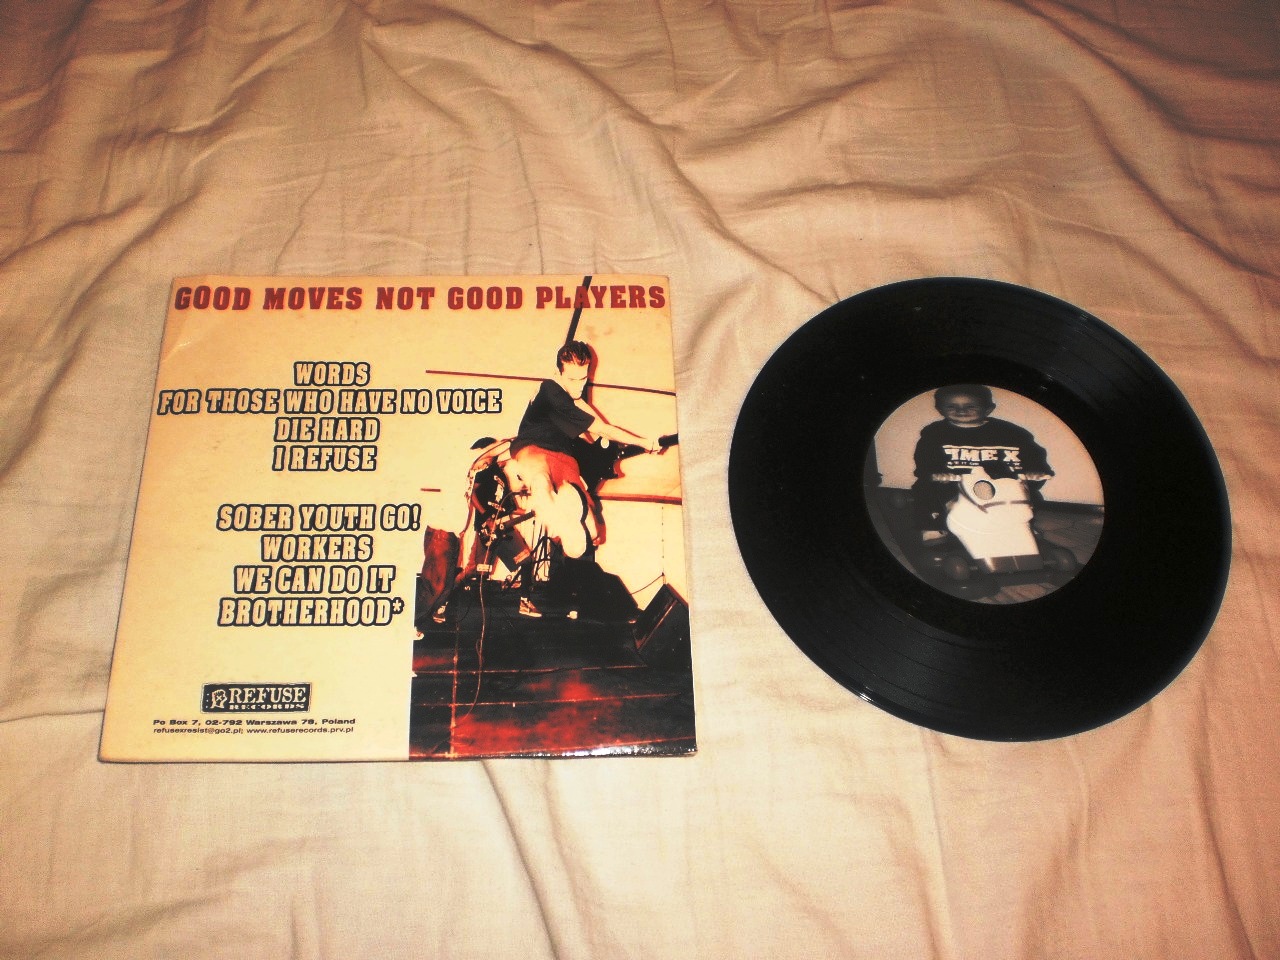 GOOD MOVES NOT GOOD PLAYERS
WORDS
FOR THOSE WHO HAVE NO VOICE
DIE HARD
I REFUSE
SOBER YOUTH GO!
WORKERS
WE CAN DO IT
BROTHERHOOD*
REFUSE
RECORDS
Po Box 7, 02-792 Warszawa 78, Poland
refusexresist@go2.pl; www.refuserecords.prv.pl